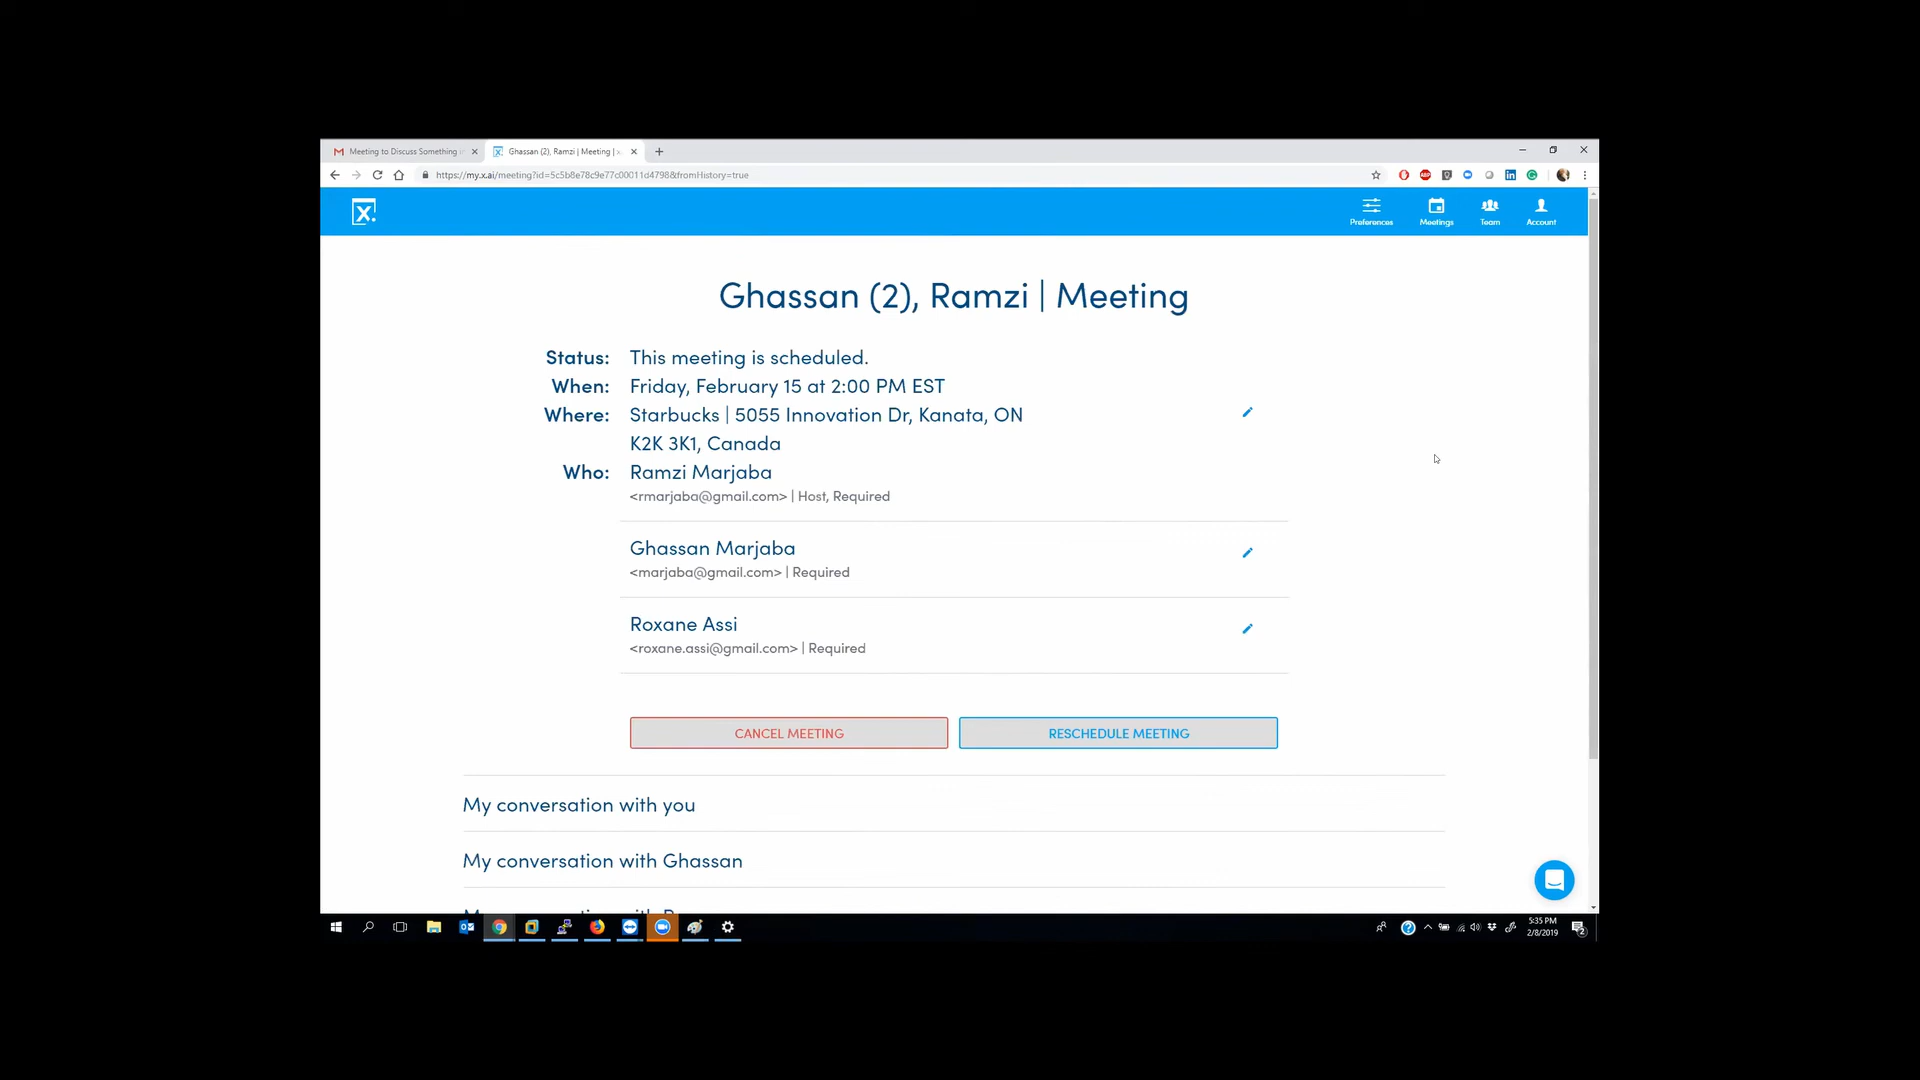 Meeting to Discuss Something
Ghassan (2), Ramzi | Meeting | x.
https://my.x.ai/meeting?id=5c5b8e78c9e77c00011d4798&fromHistory=true
x.
Preferences
Meetings
Team
Account
Ghassan (2), Ramzi | Meeting
Status: This meeting is scheduled.
When: Friday, February 15 at 2:00 PM EST
Where: Starbucks | 5055 Innovation Dr, Kanata, ON
K2K 3K1, Canada
Who: Ramzi Marjaba
<rmarjaba@gmail.com> | Host, Required
Ghassan Marjaba
<marjaba@gmail.com> | Required
Roxane Assi
<roxane.assi@gmail.com> | Required
CANCEL MEETING
RESCHEDULE MEETING
My conversation with you
My conversation with Ghassan
5:35 PM
2/8/2019